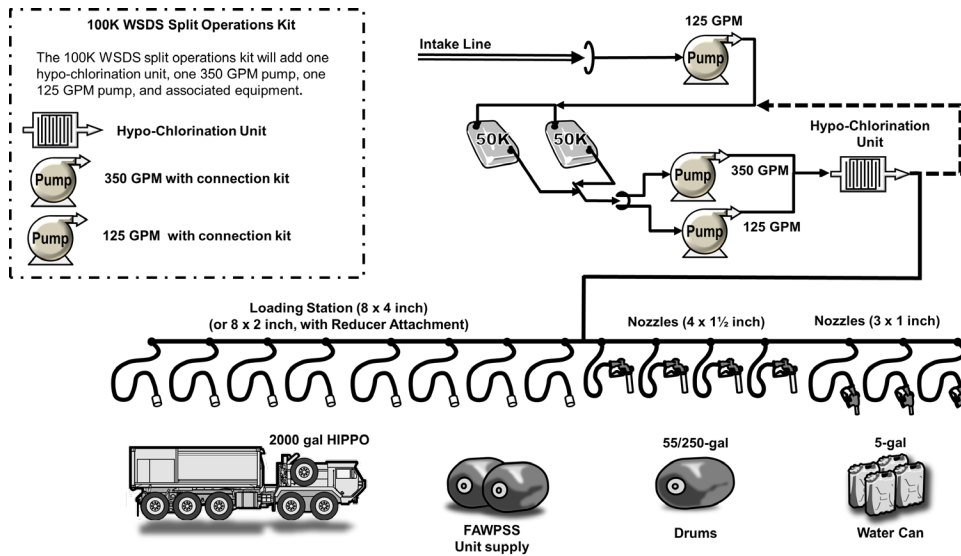 100K WSDS Split Operations Kit
The 100K WSDS split operations kit will add one
hypo-chlorination unit, one 350 GPM pump, one
125 GPM pump, and associated equipment.
Hypo-Chlorination Unit
Pump
350 GPM with connection kit
Pump
125 GPM with connection kit
Intake Line
125 GPM
Pump
50K
50K
Pump
350 GPM
Pump
125 GPM
Hypo-Chlorination
Unit
Loading Station (8 x 4 inch)
(or 8 x 2 inch, with Reducer Attachment)
Nozzles (4 x 1½ inch)
Nozzles (3 x 1 inch)
2000 gal HIPPO
FAWPSS
Unit supply
55/250-gal
Drums
5-gal
Water Can